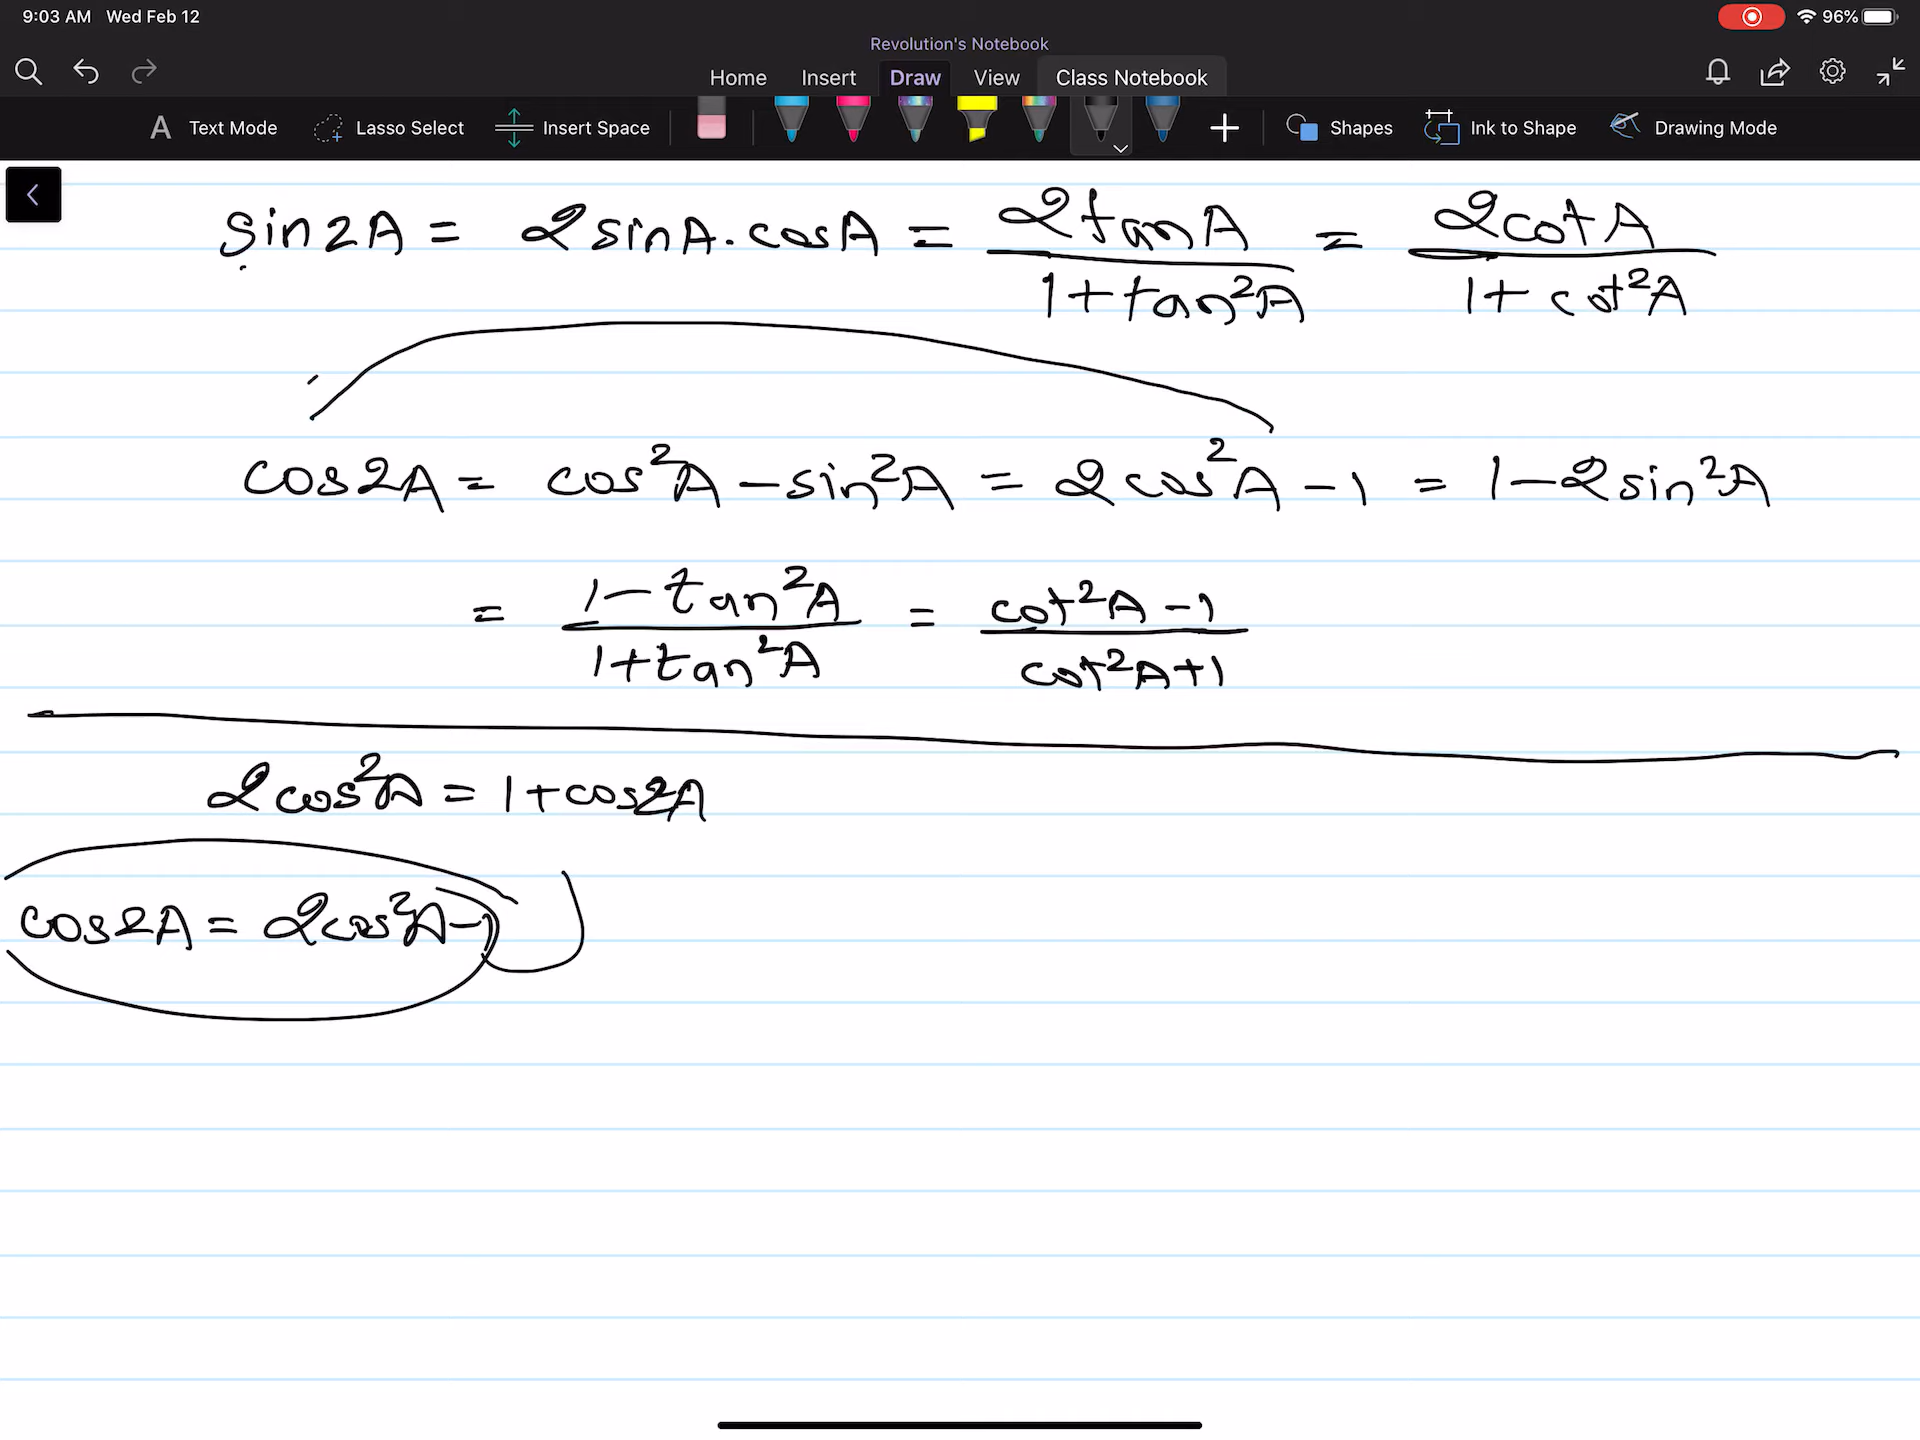 9:03 AM Wed Feb 12 96%
Revolution's Notebook
Home Insert Draw View Class Notebook
A Text Mode Lasso Select Insert Space Shapes Ink to Shape Drawing Mode
sin2A = 2sinA.cosA = 2tanA / 1+tan²A = 2cotA / 1+cot²A
cos2A = cos²A - sin²A = 2cos²A - 1 = 1 - 2sin²A
= 1 - tan²A / 1 + tan²A = cot²A - 1 / cot²A + 1
2cos²A = 1 + cos2A
cos2A = 2cos²A - 1